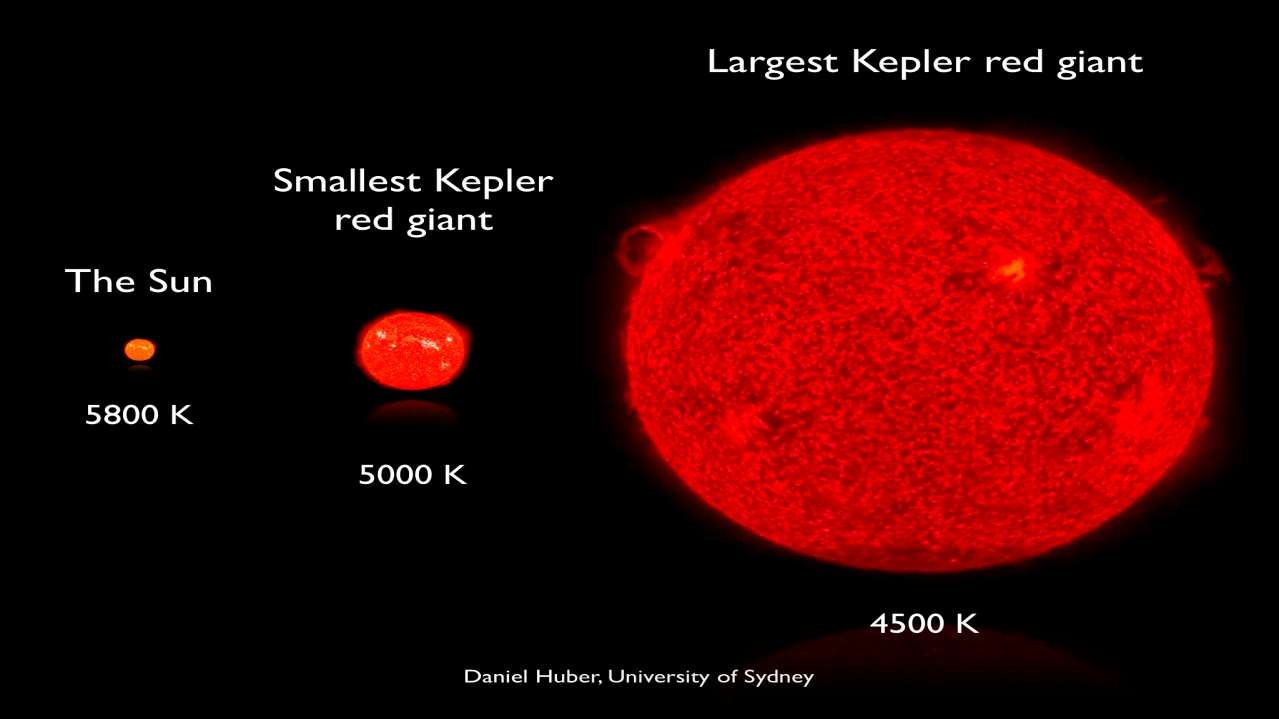 The Sun
5800 K
Smallest Kepler
red giant
5000 K
Largest Kepler red giant
4500 K
Daniel Huber, University of Sydney